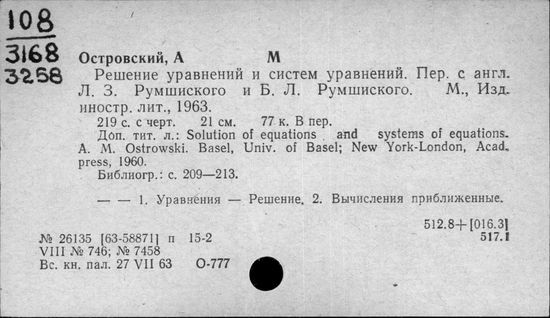 108
3168
3258
Островский, А М
Решение уравнений и систем уравнений. Пер. с англ.
Л. З. Румшиского и Б. Л. Румшиского. М., Изд.
иностр. лит., 1963.
219 с. с черт. 21 см. 77 к. В пер.
Доп. тит. л.: Solution of equations and systems of equations.
A. M. Ostrowski. Basel, Univ. of Basel; New York-London, Acad.
press, 1960.
Библиогр.: с. 209—213.
— — 1. Уравнения — Решение. 2. Вычисления приближенные.
512.8+[016.3]
517.1
№ 26135 [63-58871] п 15-2
VIII № 746; № 7458
Вс. кн. пал. 27 VII 63 О-777